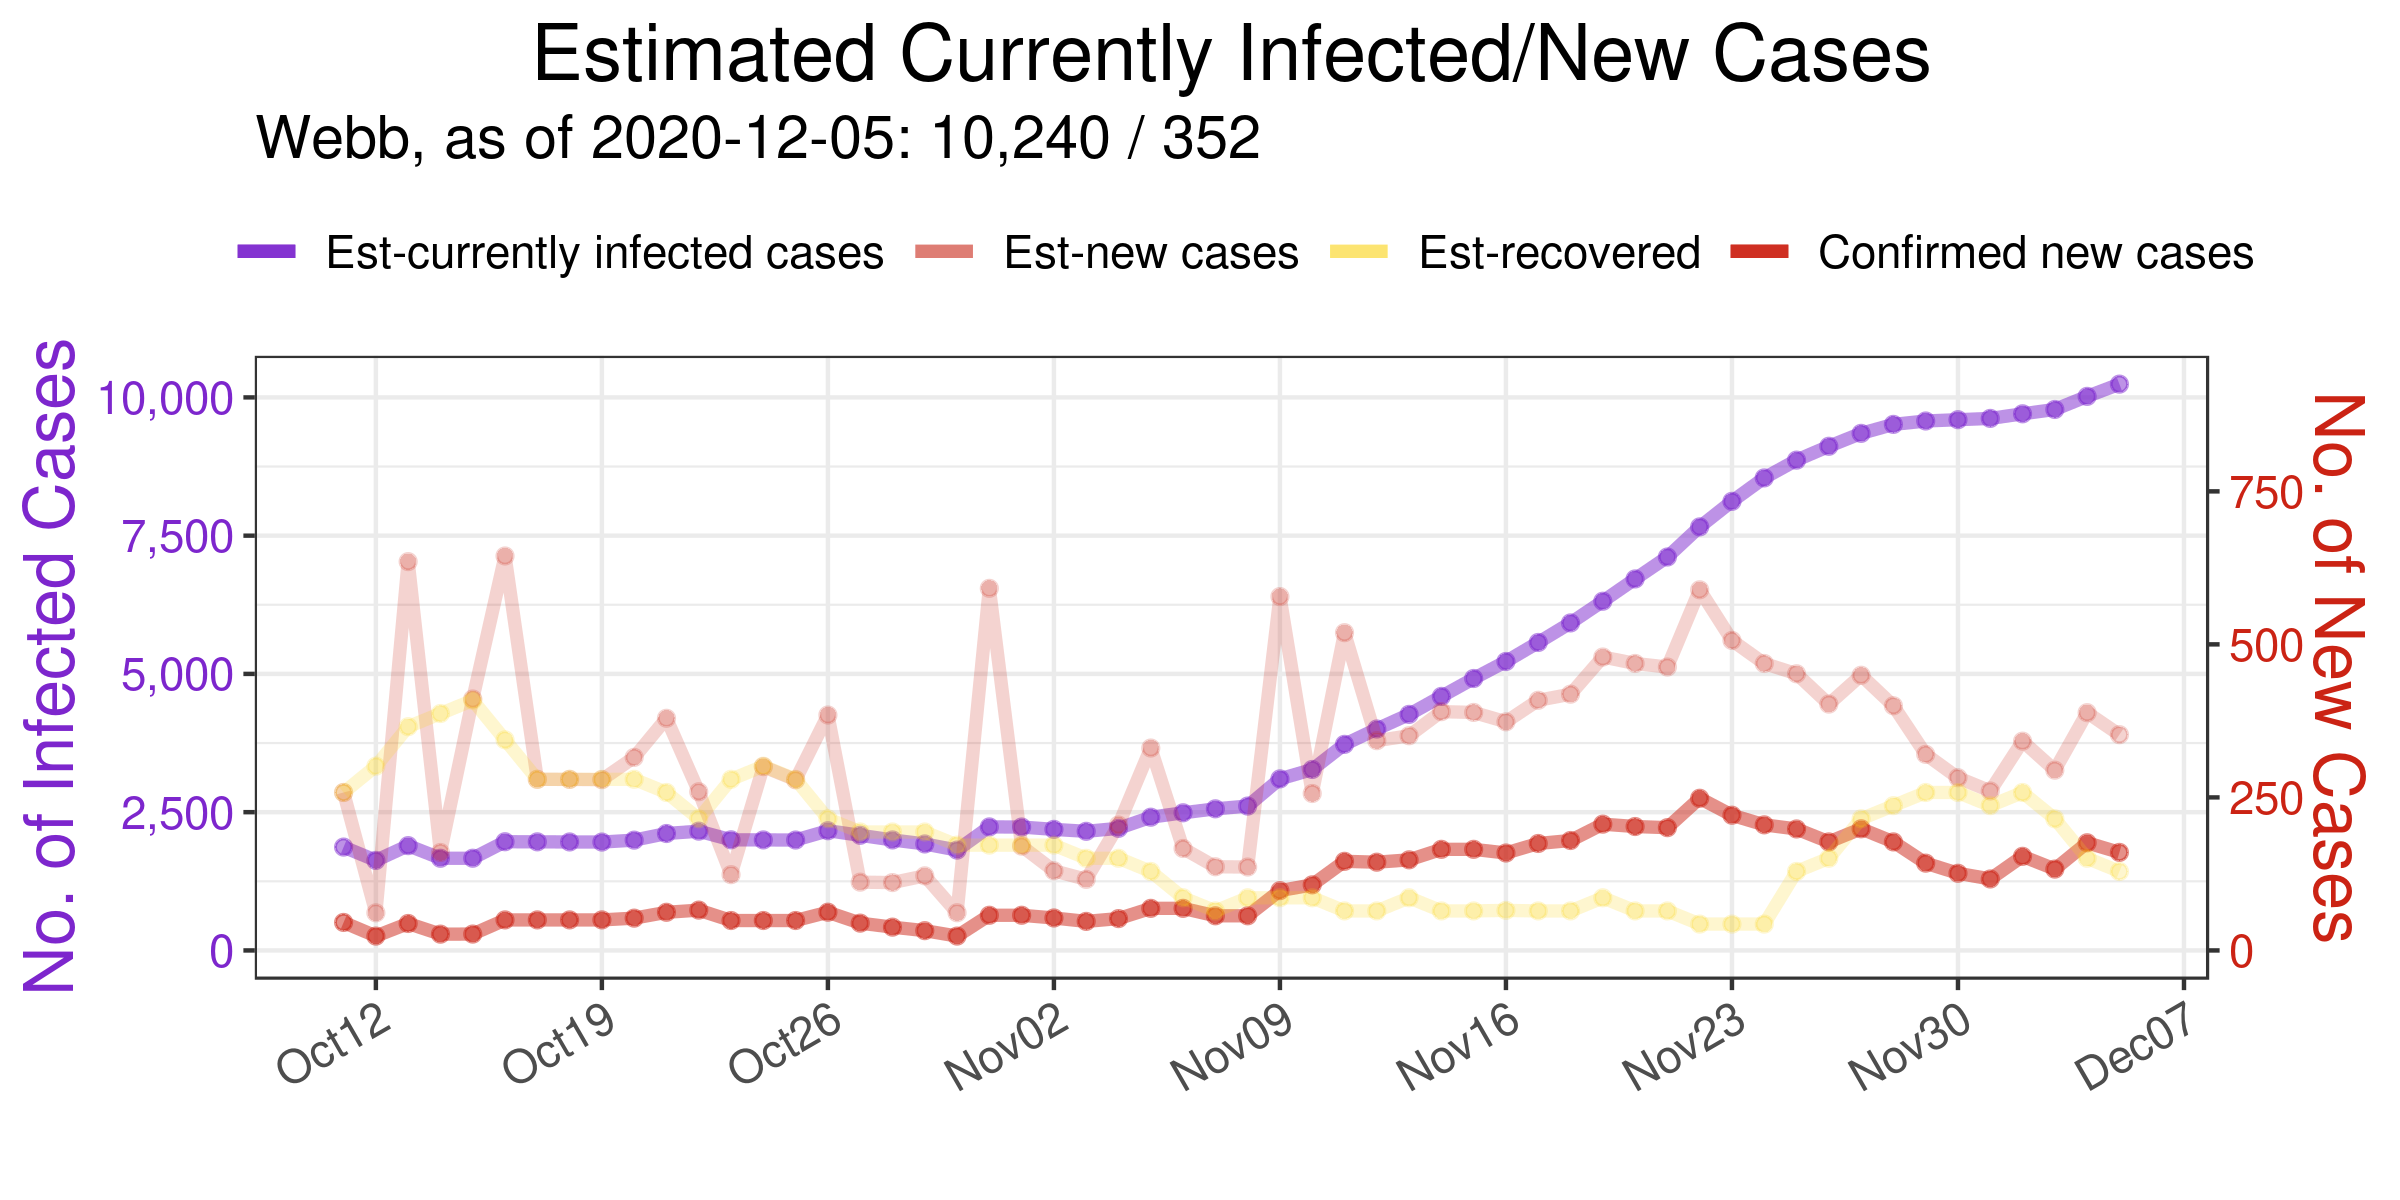 Estimated Currently Infected/New Cases
Webb, as of 2020-12-05: 10,240 / 352
Est-currently infected cases Est-new cases Est-recovered Confirmed new cases
No. of Infected Cases
10,000
7,500
5,000
2,500
0
750
500
250
0
No. of New Cases
Oct12 Oct19 Oct26 Nov02 Nov09 Nov16 Nov23 Nov30 Dec07